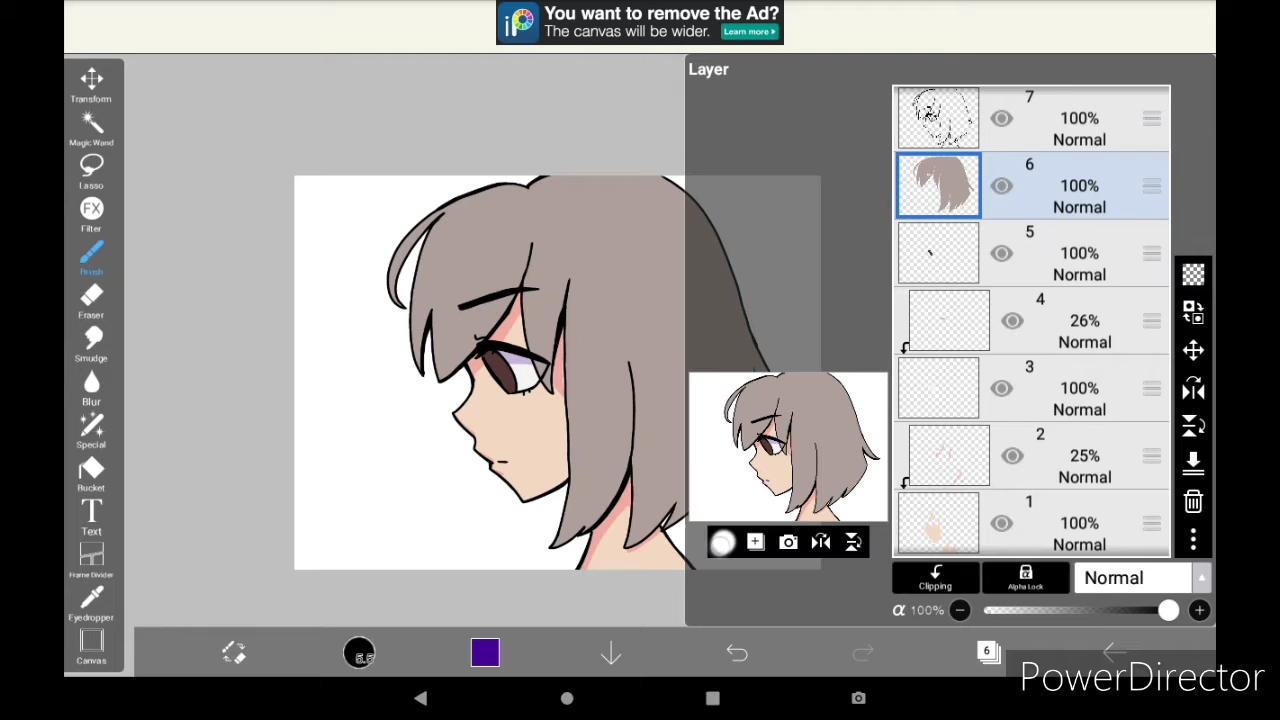 You want to remove the Ad?
The canvas will be wider.
Learn more >
iP
Layer
Transform
Magic Wand
Lasso
FX
Filter
Brush
Eraser
Smudge
Blur
Special
Bucket
T
Text
Frame Divider
Eyedropper
Canvas
7
100%
Normal
6
100%
Normal
5
100%
Normal
4
26%
Normal
3
100%
Normal
2
25%
Normal
1
100%
Normal
Clipping
α
Alpha Lock
Normal
α 100%
5.5
6
PowerDirector